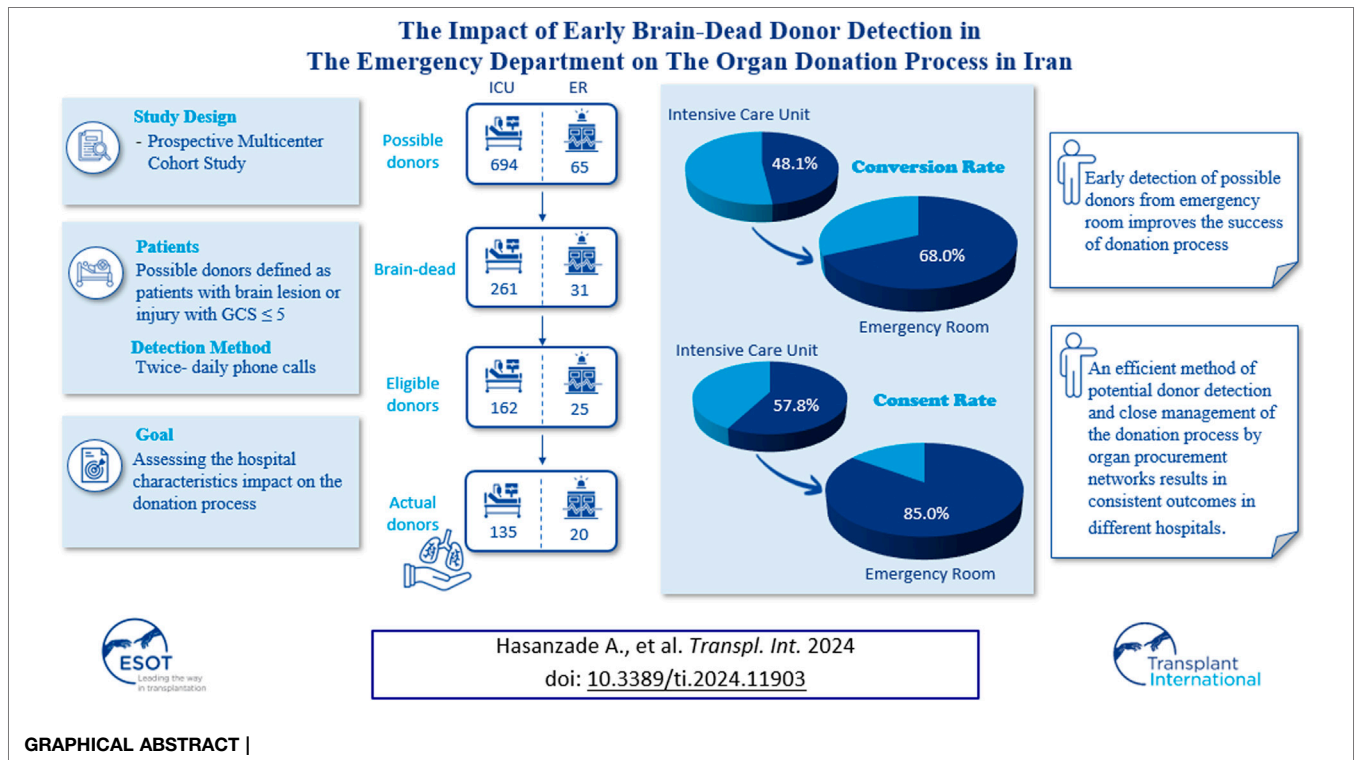 The Impact of Early Brain-Dead Donor Detection in
The Emergency Department on The Organ Donation Process in Iran
Study Design
- Prospective Multicenter
Cohort Study
Patients
Possible donors defined as
patients with brain lesion or
injury with GCS ≤ 5
Detection Method
Twice- daily phone calls
Goal
Assessing the hospital
characteristics impact on the
donation process
ICU ER
Possible
donors
694 65
Brain-dead
261 31
Eligible
donors
162 25
Actual
donors
135 20
Intensive Care Unit
48.1%
Conversion Rate
68.0%
Emergency Room
Intensive Care Unit
57.8%
Consent Rate
85.0%
Emergency Room
Early detection of possible
donors from emergency
room improves the success
of donation process
An efficient method of
potential donor detection
and close management of
the donation process by
organ procurement
networks results in
consistent outcomes in
different hospitals.
ESOT
Leading the way
in transplantation
Hasanzade A., et al. Transpl. Int. 2024
doi: 10.3389/ti.2024.11903
Transplant
International
GRAPHICAL ABSTRACT |